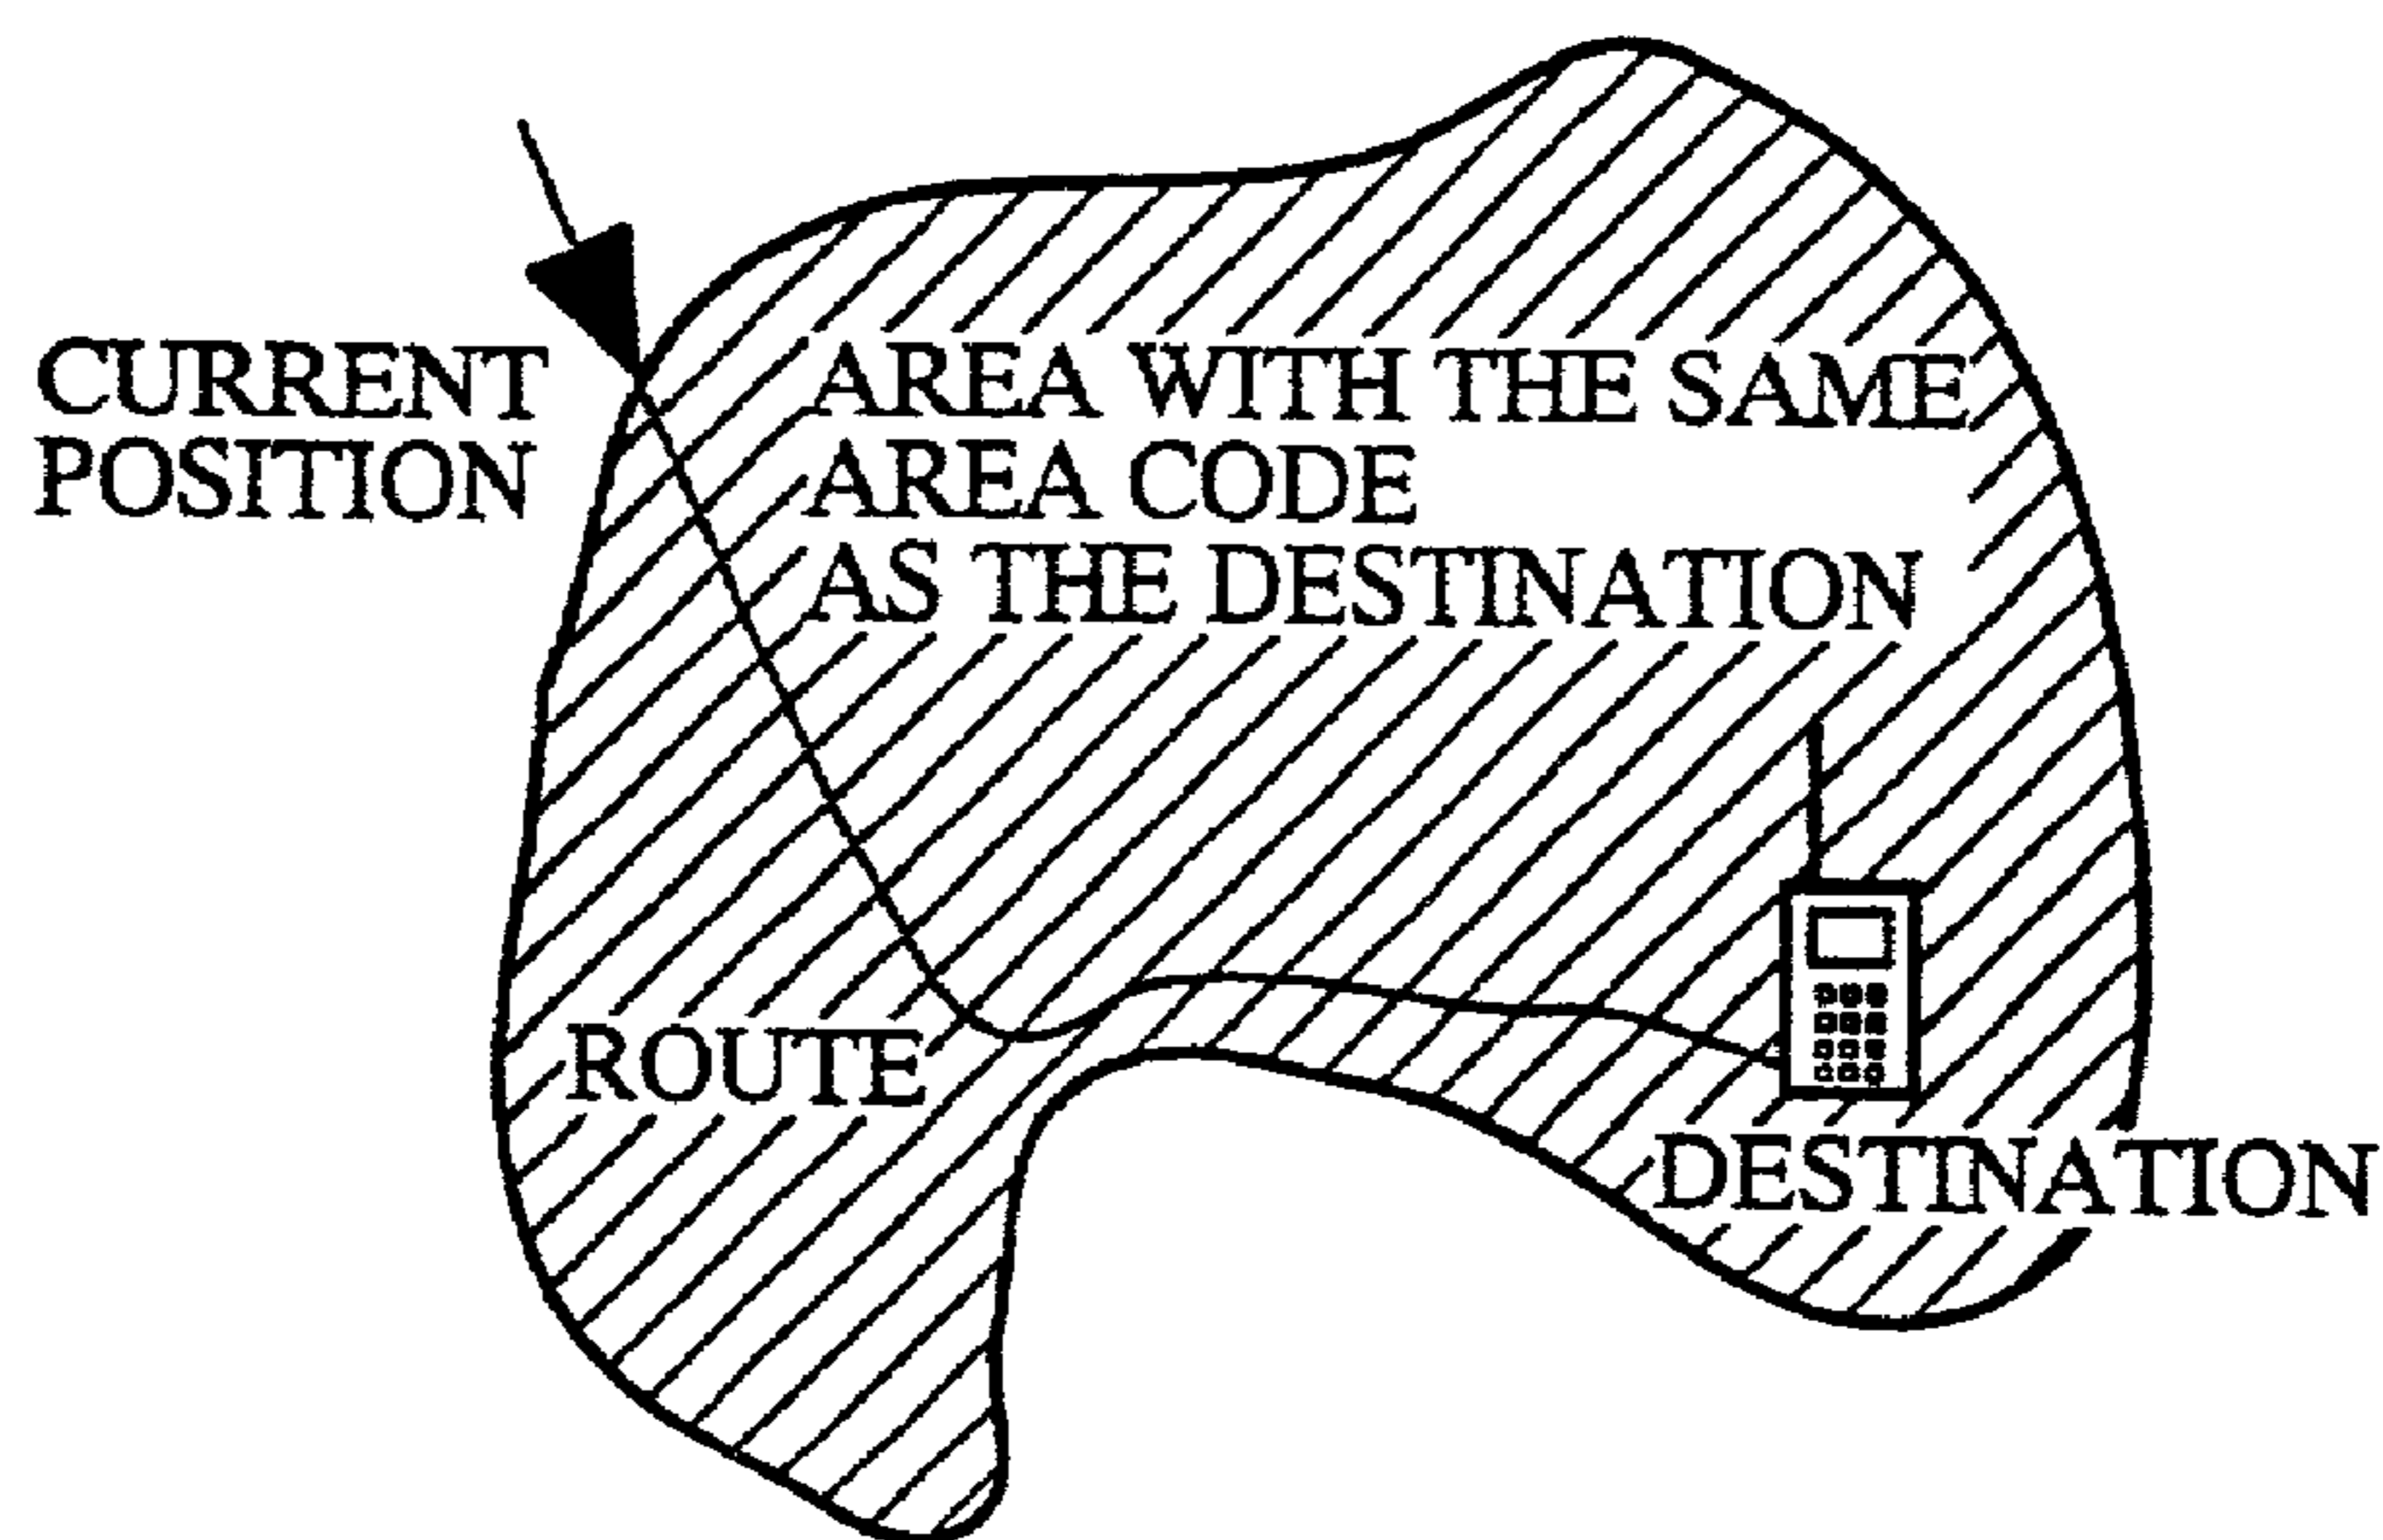 CURRENT
POSITION
AREA WITH THE SAME
AREA CODE
AS THE DESTINATION
ROUTE
DESTINATION